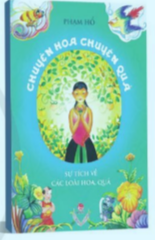 PHẠM HỔ
CHUYỆN HOA CHUYỆN QUẢ
SỰ TÍCH VỀ
CÁC LOÀI HOA, QUẢ